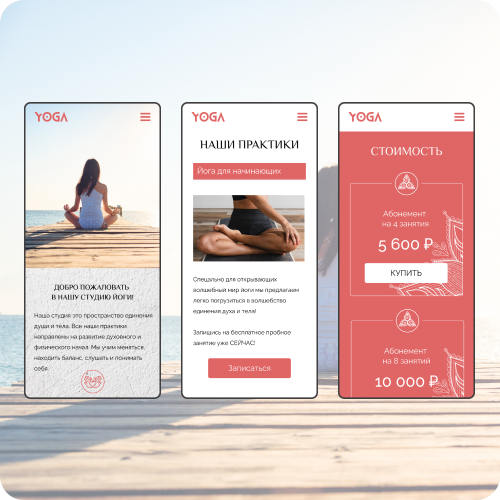 YOGA
ДОБРО ПОЖАЛОВАТЬ
В НАШУ СТУДИЮ ЙОГИ!
Наша студия это пространство единения
души и тела. Все наши практики
направлены на развитие духовного и
физического начал. Мы учим меняться,
находить баланс, слушать и понимать
себя.
YOGA
НАШИ ПРАКТИКИ
Йога для начинающих
Спецально для открывающих
волшебный мир йоги мы предлагаем
легко погрузиться в волшебство
единения духа и тела!
Запишись на бесплатное пробное
занятие уже СЕЙЧАС!
Записаться
YOGA
СТОИМОСТЬ
Абонемент
на 4 занятия
5 600 ₽
КУПИТЬ
Абонемент
на 8 занятий
10 000 ₽